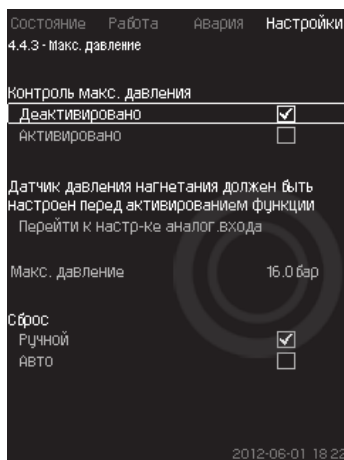 Состояние Работа Авария Настройки
4.4.3 - Макс. давление
Контроль макс. давления
Деактивировано
Активировано
Датчик давления нагнетания должен быть
настроен перед активированием функции
Перейти к настр-ке аналог.входа
Макс. давление 16.0 бар
Сброс
Ручной
Авто
2012-06-01 18:22